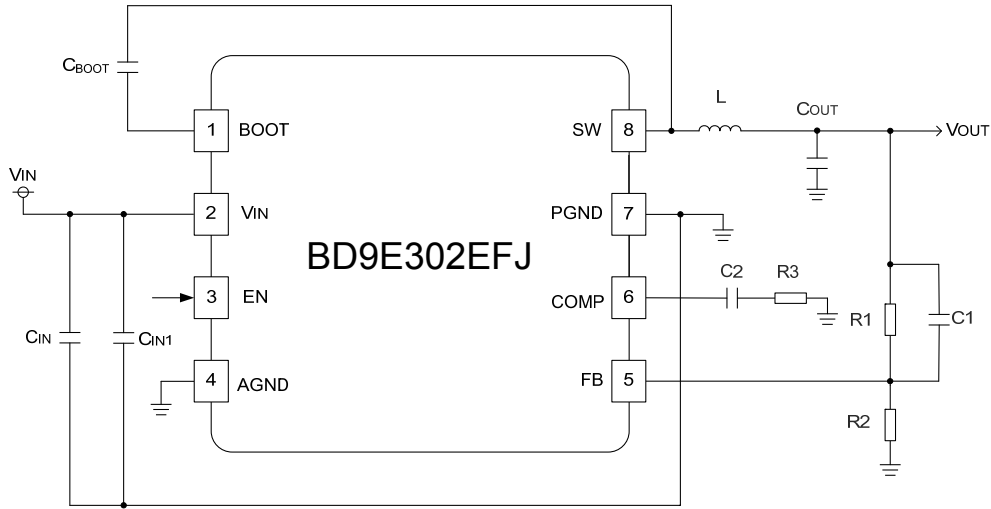 CBOOT
1 BOOT
SW 8
L
COUT
VOUT
VIN
2 VIN
PGND 7
BD9E302EFJ
3 EN
COMP 6
C2
R3
CIN
CIN1
R1
C1
4 AGND
FB 5
R2